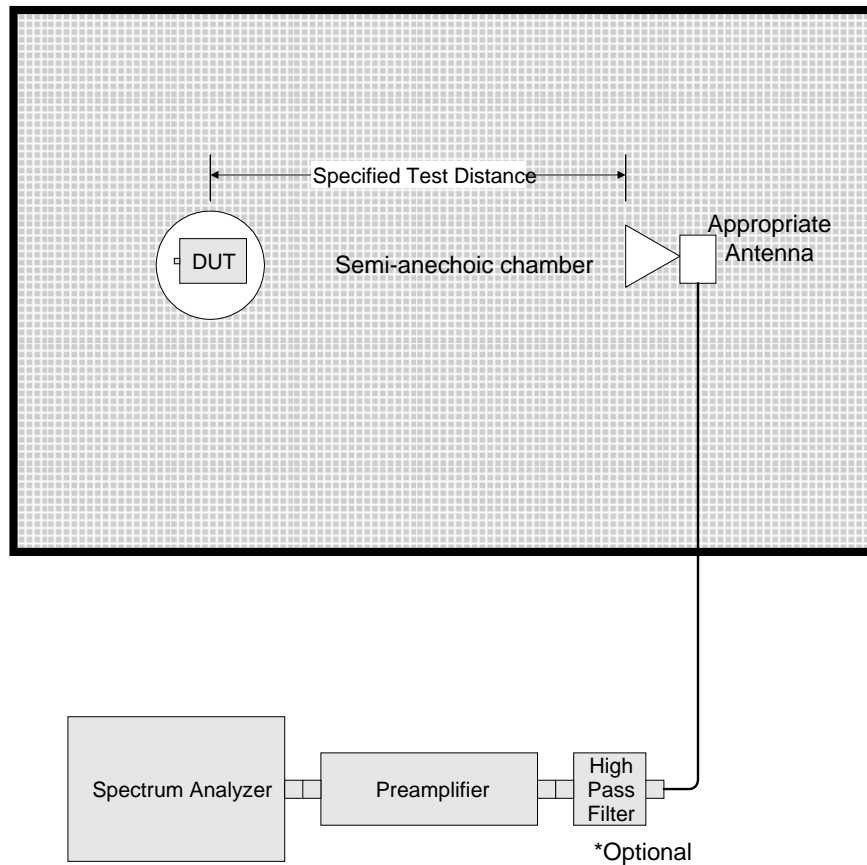 Specified Test Distance
DUT
Semi-anechoic chamber
Appropriate
Antenna
Spectrum Analyzer
Preamplifier
High
Pass
Filter
*Optional